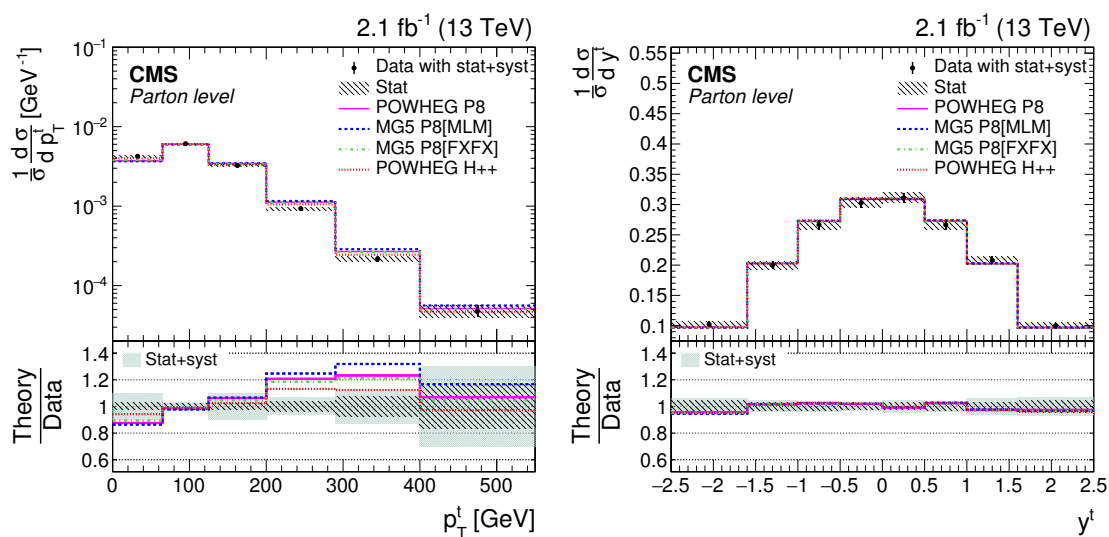 2.1 fb⁻¹ (13 TeV)
1/σ dσ/dp_T^t [GeV⁻¹]
10⁻¹
10⁻²
10⁻³
10⁻⁴
CMS
Parton level
Data with stat+syst
Stat
POWHEG P8
MG5 P8[MLM]
MG5 P8[FXFX]
POWHEG H++
Theory/Data
1.4
1.2
1
0.8
0.6
Stat+syst
0 100 200 300 400 500
p_T^t [GeV]
2.1 fb⁻¹ (13 TeV)
1/σ dσ/dy^t
0.55
0.5
0.45
0.4
0.35
0.3
0.25
0.2
0.15
0.1
CMS
Parton level
Data with stat+syst
Stat
POWHEG P8
MG5 P8[MLM]
MG5 P8[FXFX]
POWHEG H++
Theory/Data
1.4
1.2
1
0.8
0.6
Stat+syst
−2.5 −2 −1.5 −1 −0.5 0 0.5 1 1.5 2 2.5
y^t